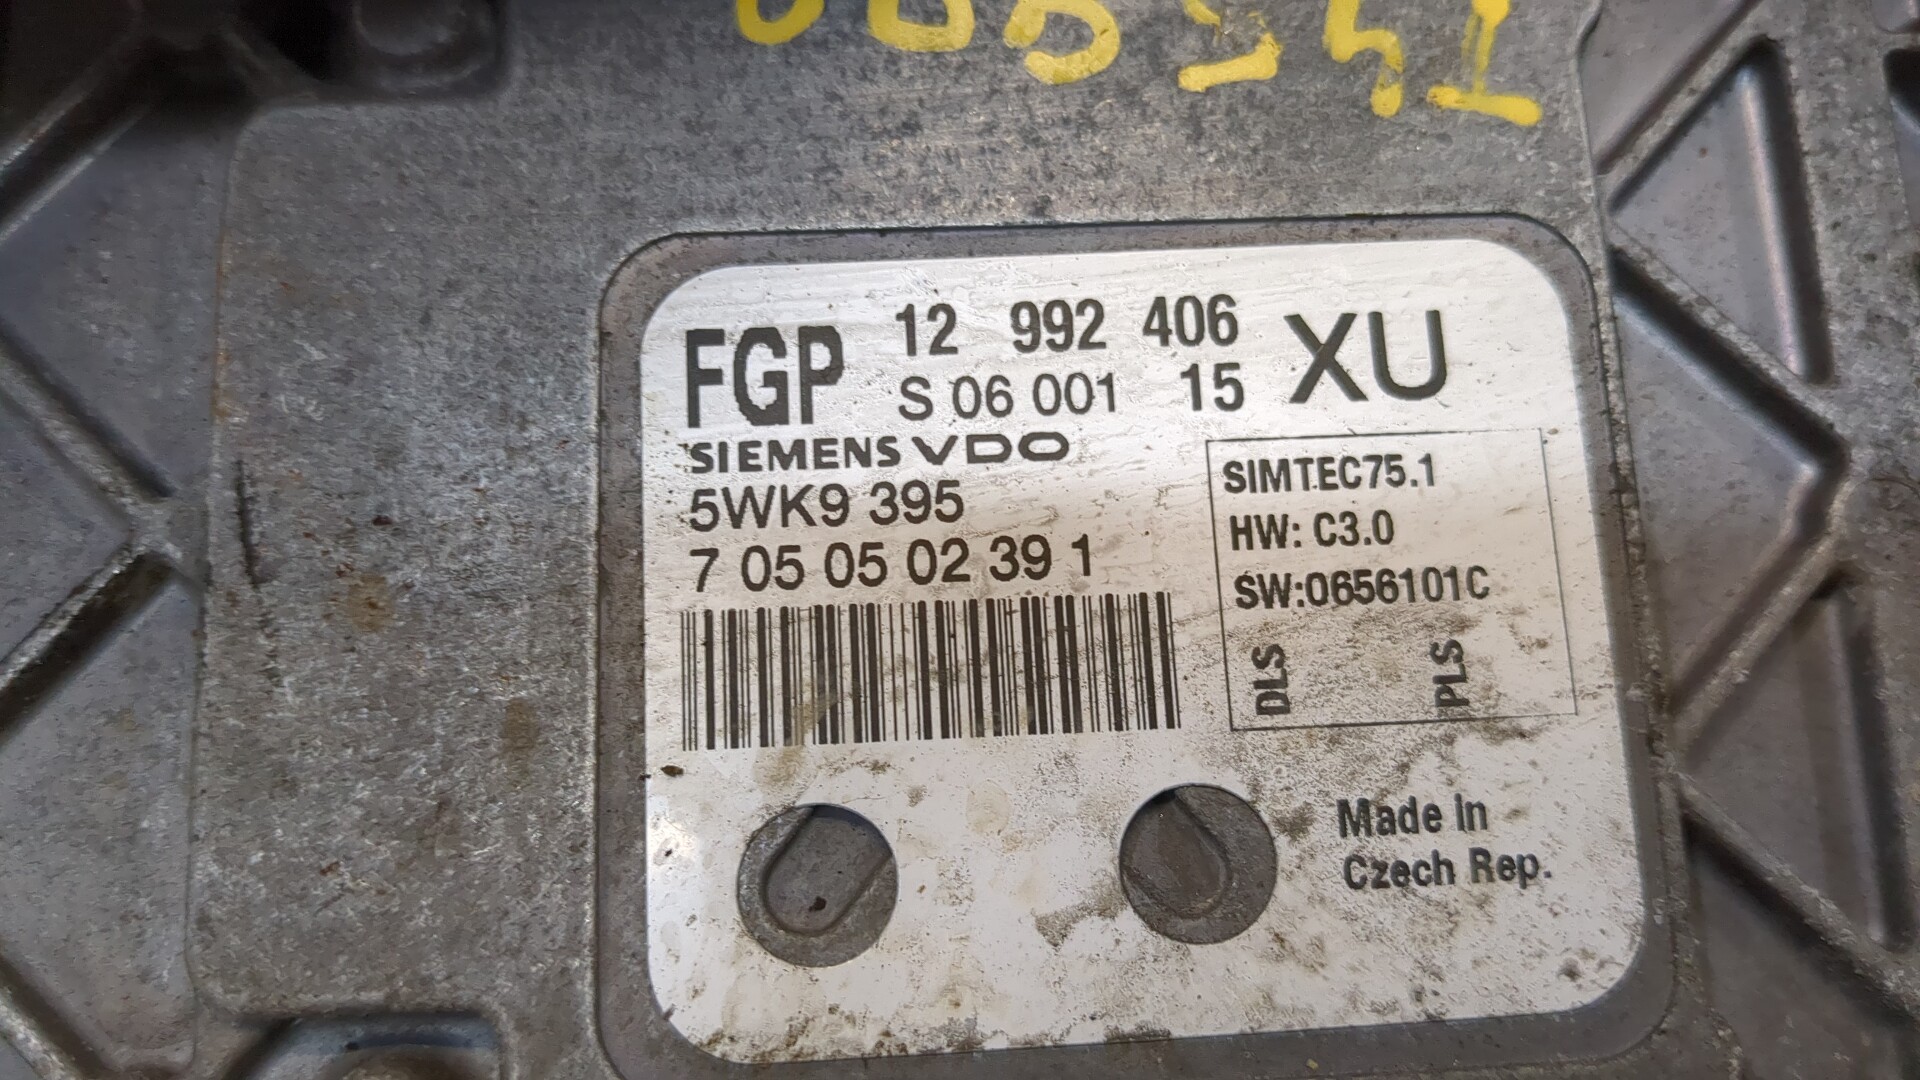 FGP 12 992 406 XU
S 06 001 15
SIEMENS VDO
5WK9 395
7 05 05 02 39 1
SIMTEC75.1
HW: C3.0
SW:0656101C
DLS PLS
Made In
Czech Rep.